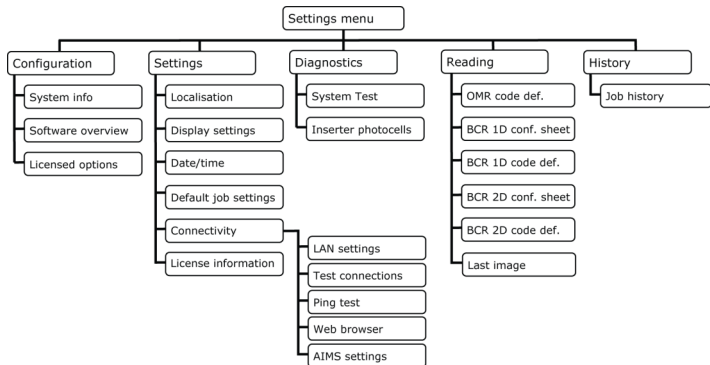 Settings menu
Configuration
System info
Software overview
Licensed options
Settings
Localisation
Display settings
Date/time
Default job settings
Connectivity
License information
LAN settings
Test connections
Ping test
Web browser
AIMS settings
Diagnostics
System Test
Inserter photocells
Reading
OMR code def.
BCR 1D conf. sheet
BCR 1D code def.
BCR 2D conf. sheet
BCR 2D code def.
Last image
History
Job history